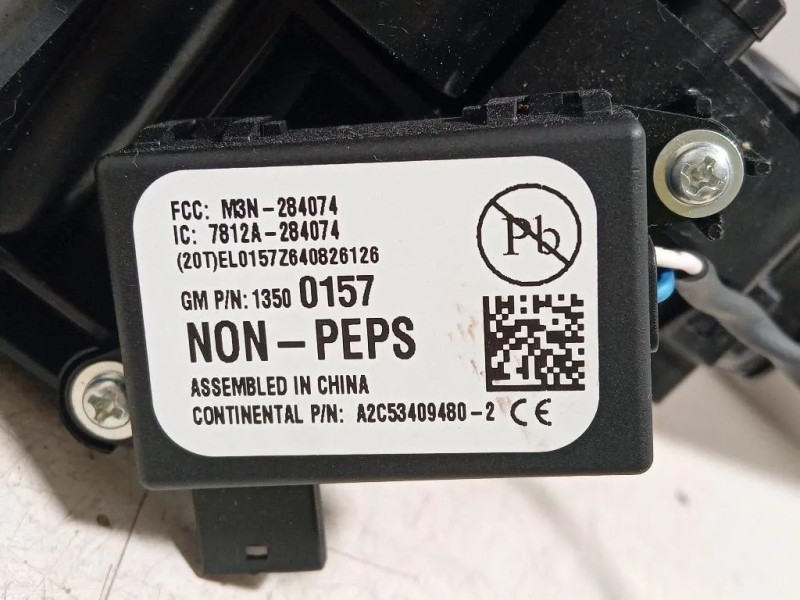 FCC: M3N-284074
IC: 7812A-284074
(20T)EL0157Z640826126
GM P/N: 1350 0157
NON-PEPS
ASSEMBLED IN CHINA
CONTINENTAL P/N: A2C53409480-2 CE
Pb